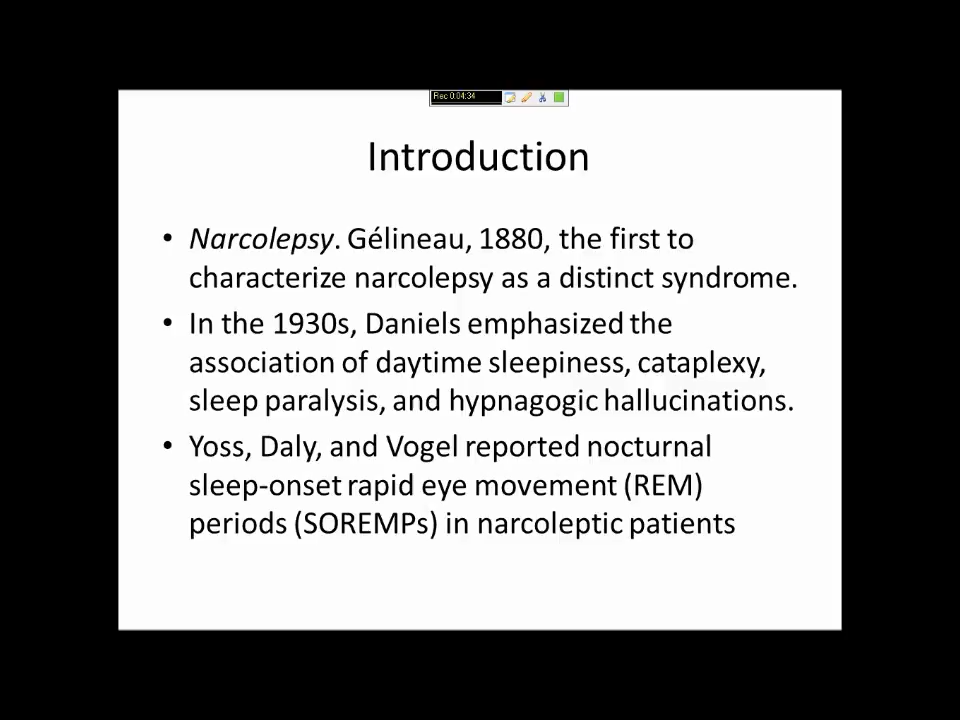 Rec 0:04:34
Introduction
• Narcolepsy. Gélineau, 1880, the first to
characterize narcolepsy as a distinct syndrome.
• In the 1930s, Daniels emphasized the
association of daytime sleepiness, cataplexy,
sleep paralysis, and hypnagogic hallucinations.
• Yoss, Daly, and Vogel reported nocturnal
sleep-onset rapid eye movement (REM)
periods (SOREMPs) in narcoleptic patients